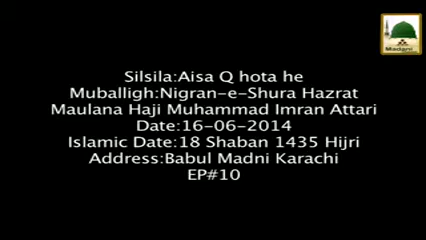 Silsila:Aisa Q hota he
Muballigh:Nigran-e-Shura Hazrat
Maulana Haji Muhammad Imran Attari
Date:16-06-2014
Islamic Date:18 Shaban 1435 Hijri
Address:Babul Madni Karachi
EP#10
Madani